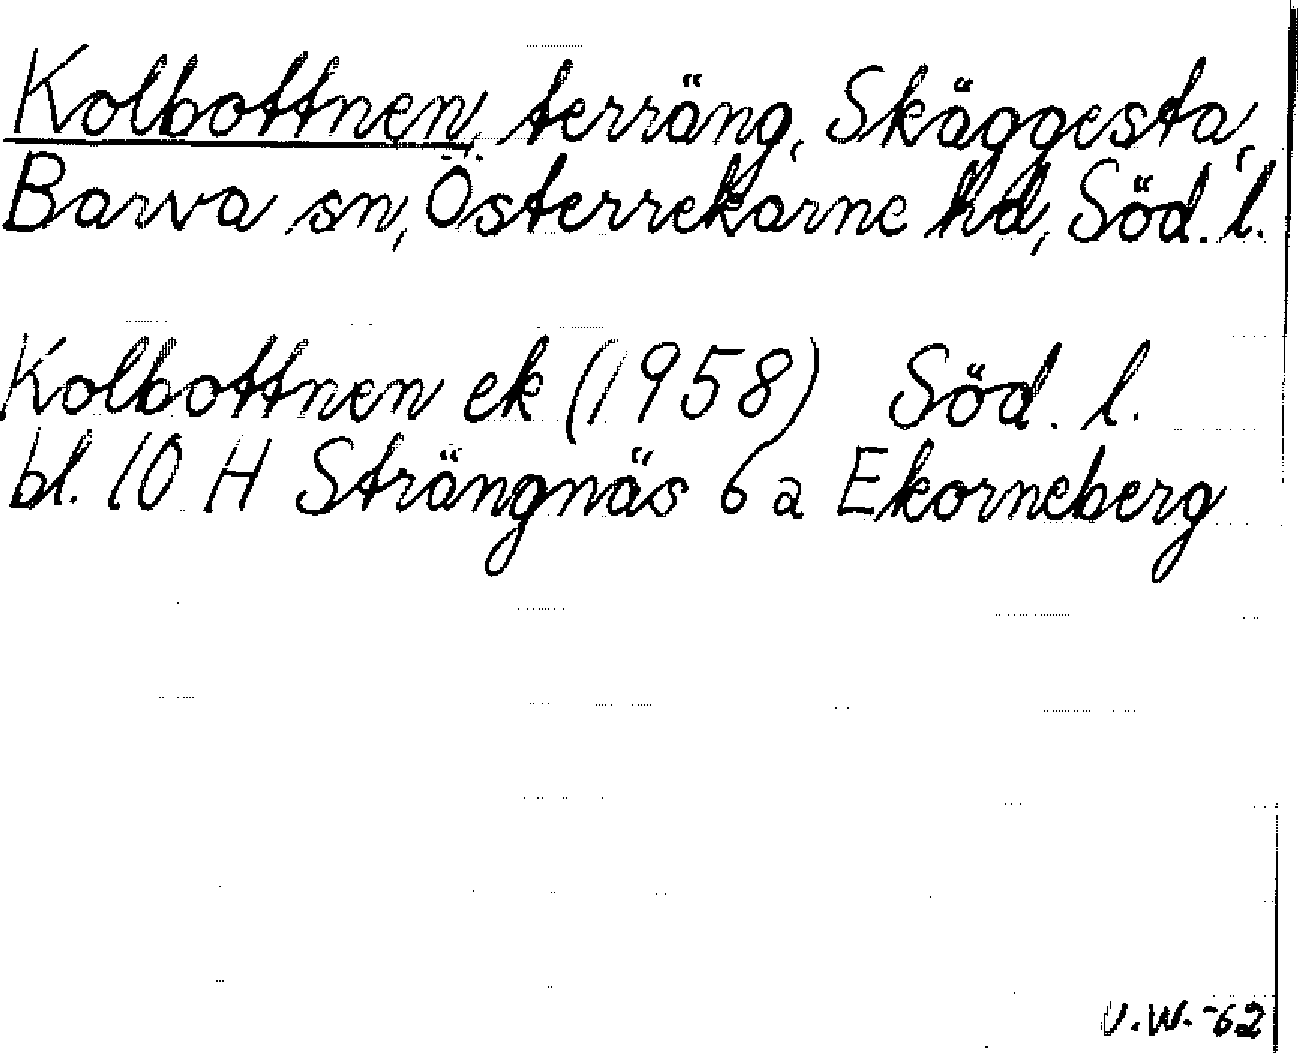 Kolbottnen, terräng, Skäggesta,
Barva sn, Österrekarne hd, Söd. l.
Kolbottnen ek (1958) Söd. l.
bl. 10 H Strängnäs 6 a Ekorneberg
V.W.-62